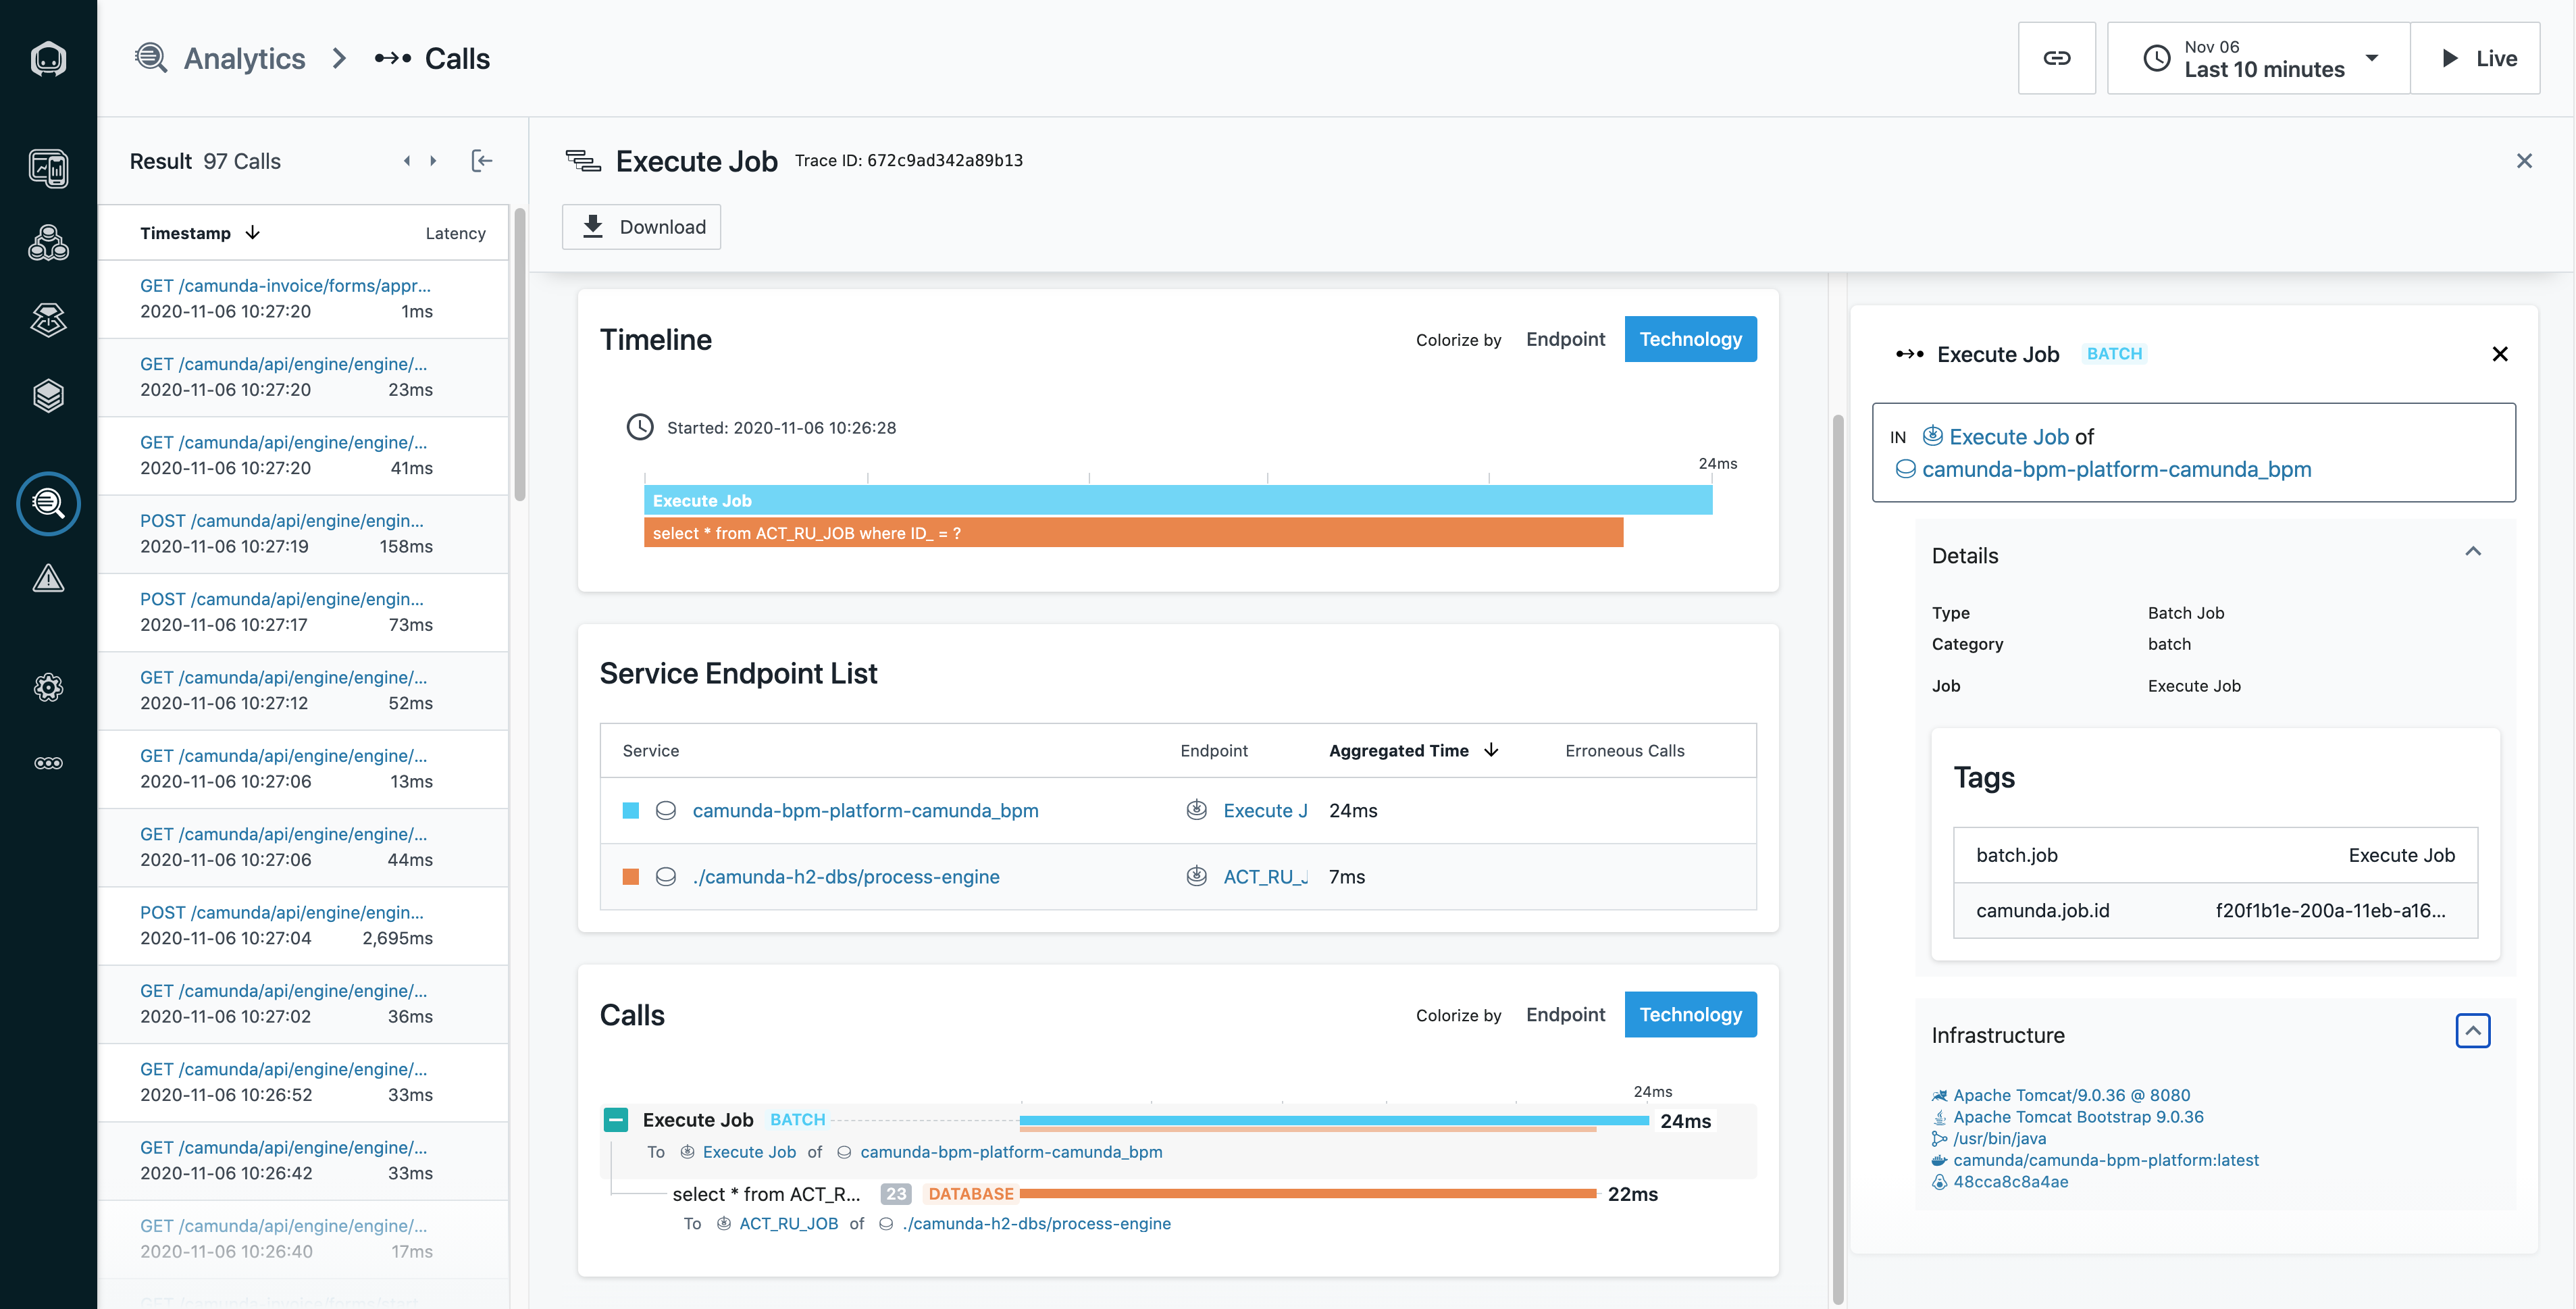 Analytics
Calls
Nov 06
Last 10 minutes
Live
Result 97 Calls
Timestamp Latency
GET /camunda-invoice/forms/appr...
2020-11-06 10:27:20 1ms
GET /camunda/api/engine/engine/...
2020-11-06 10:27:20 23ms
GET /camunda/api/engine/engine/...
2020-11-06 10:27:20 41ms
POST /camunda/api/engine/engin...
2020-11-06 10:27:19 158ms
POST /camunda/api/engine/engin...
2020-11-06 10:27:17 73ms
GET /camunda/api/engine/engine/...
2020-11-06 10:27:12 52ms
GET /camunda/api/engine/engine/...
2020-11-06 10:27:06 13ms
GET /camunda/api/engine/engine/...
2020-11-06 10:27:06 44ms
POST /camunda/api/engine/engin...
2020-11-06 10:27:04 2,695ms
GET /camunda/api/engine/engine/...
2020-11-06 10:27:02 36ms
GET /camunda/api/engine/engine/...
2020-11-06 10:26:52 33ms
GET /camunda/api/engine/engine/...
2020-11-06 10:26:42 33ms
GET /camunda/api/engine/engine/...
2020-11-06 10:26:40 17ms
Execute Job Trace ID: 672c9ad342a89b13
Download
Timeline Colorize by Endpoint Technology
Started: 2020-11-06 10:26:28
24ms
Execute Job
select * from ACT_RU_JOB where ID_ = ?
Service Endpoint List
Service Endpoint Aggregated Time Erroneous Calls
camunda-bpm-platform-camunda_bpm Execute J 24ms
./camunda-h2-dbs/process-engine ACT_RU_J 7ms
Calls Colorize by Endpoint Technology
24ms
Execute Job BATCH 24ms
To Execute Job of camunda-bpm-platform-camunda_bpm
select * from ACT_R... 23 DATABASE 22ms
To ACT_RU_JOB of ./camunda-h2-dbs/process-engine
Execute Job BATCH
IN Execute Job of
camunda-bpm-platform-camunda_bpm
Details
Type Batch Job
Category batch
Job Execute Job
Tags
batch.job Execute Job
camunda.job.id f20f1b1e-200a-11eb-a16...
Infrastructure
Apache Tomcat/9.0.36 @ 8080
Apache Tomcat Bootstrap 9.0.36
/usr/bin/java
camunda/camunda-bpm-platform:latest
48cca8c8a4ae